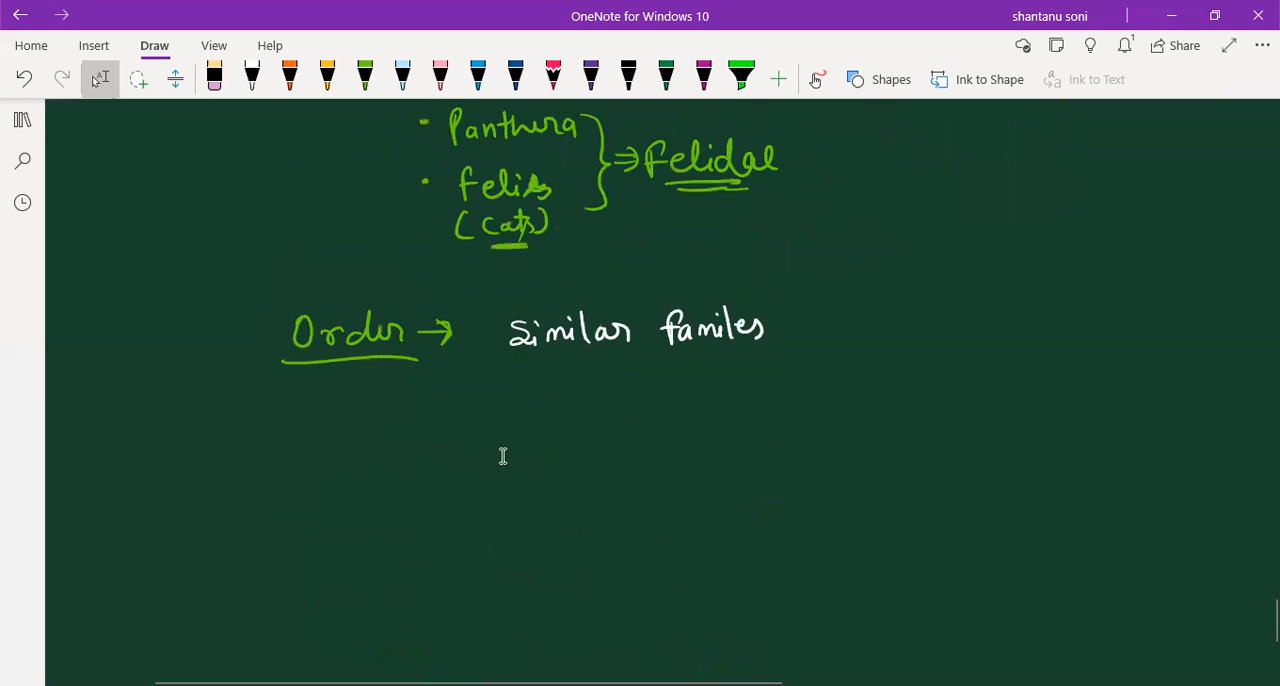 OneNote for Windows 10
shantanu soni
Home Insert Draw View Help
Share
Shapes Ink to Shape Ink to Text
• Panthera
• Felis
(Cats)
⇒ Felidae
Order → Similar familes